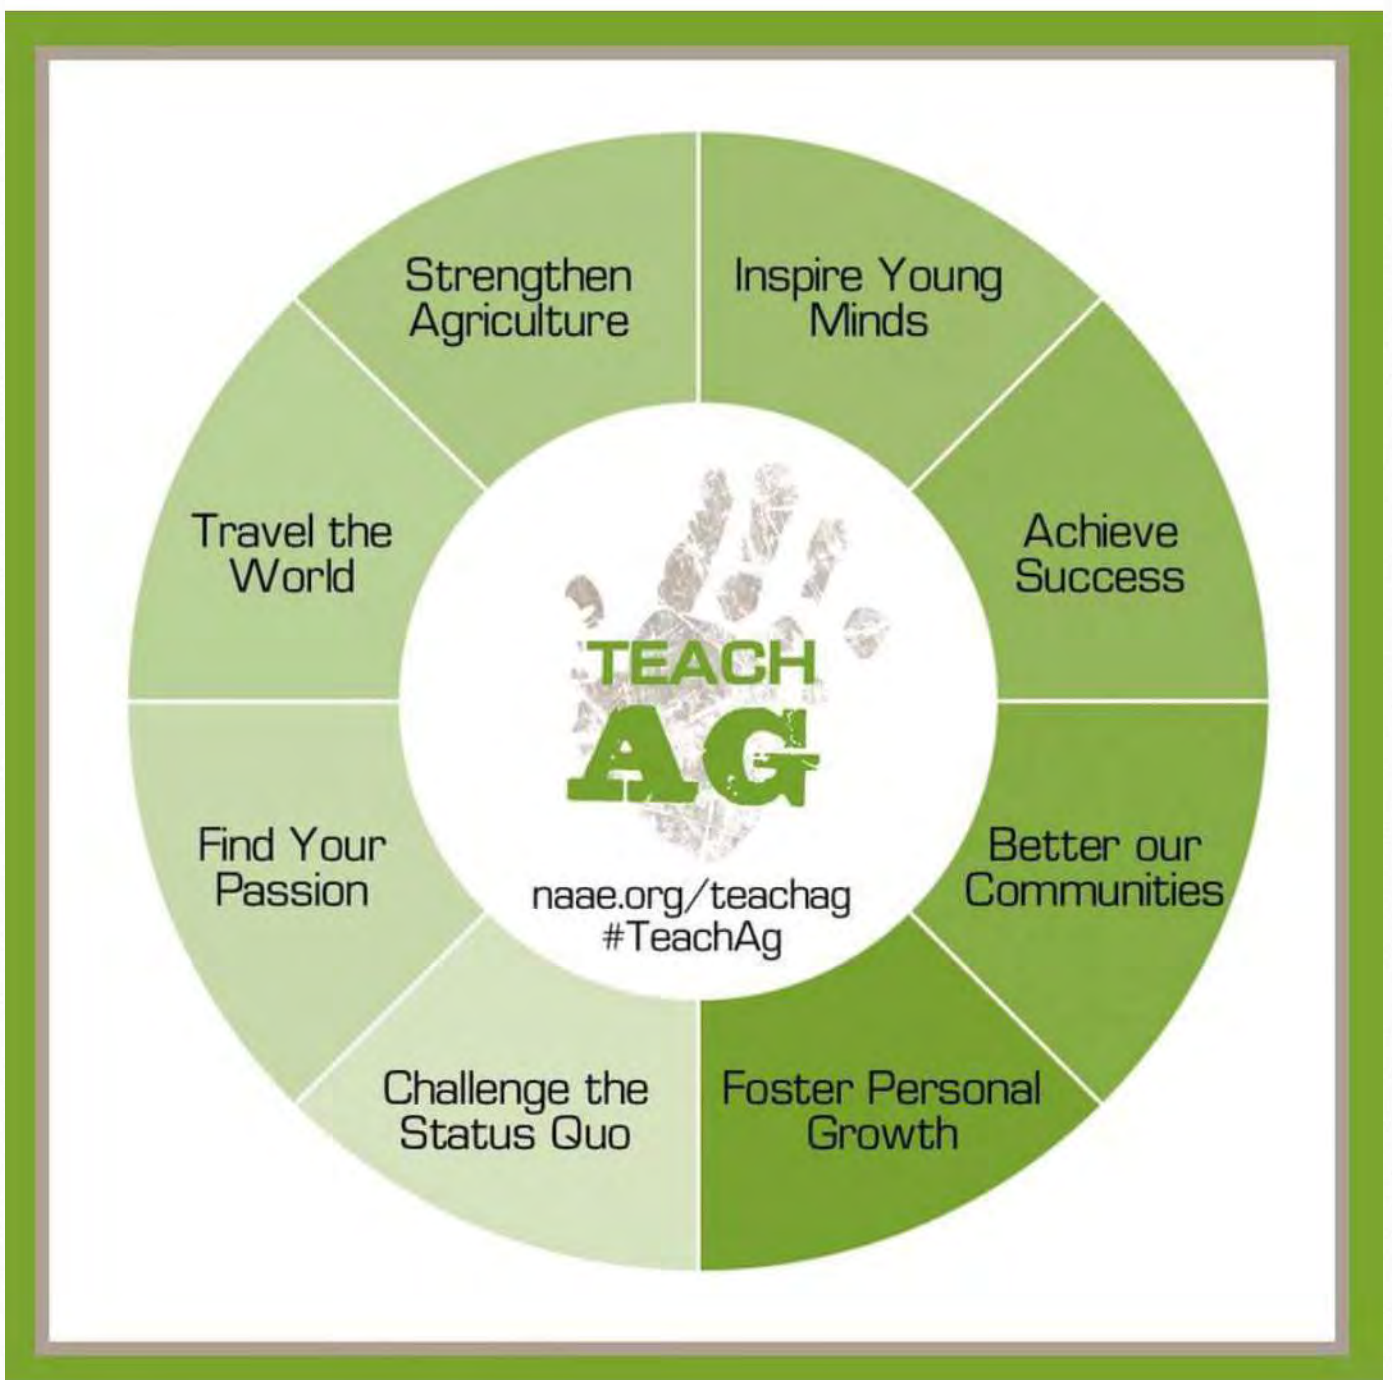 Strengthen
Agriculture
Inspire Young
Minds
Achieve
Success
Better our
Communities
Foster Personal
Growth
Challenge the
Status Quo
Find Your
Passion
Travel the
World
TEACH
AG
naae.org/teachag
#TeachAg